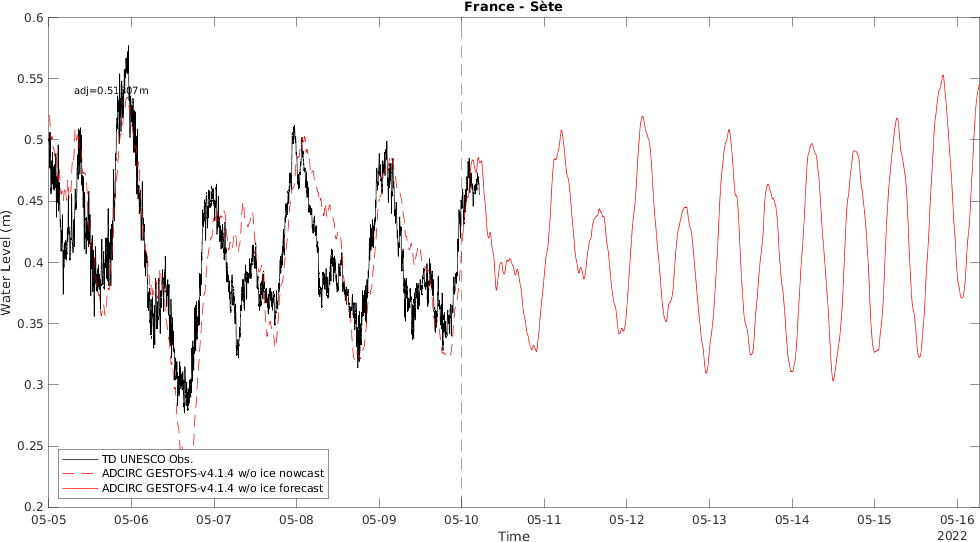 France - Sète
0.6
0.55
0.5
0.45
0.4
0.35
0.3
0.25
0.2
Water Level (m)
adj=0.51307m
TD UNESCO Obs.
ADCIRC GESTOFS-v4.1.4 w/o ice nowcast
ADCIRC GESTOFS-v4.1.4 w/o ice forecast
05-05 05-06 05-07 05-08 05-09 05-10 05-11 05-12 05-13 05-14 05-15 05-16
Time
2022